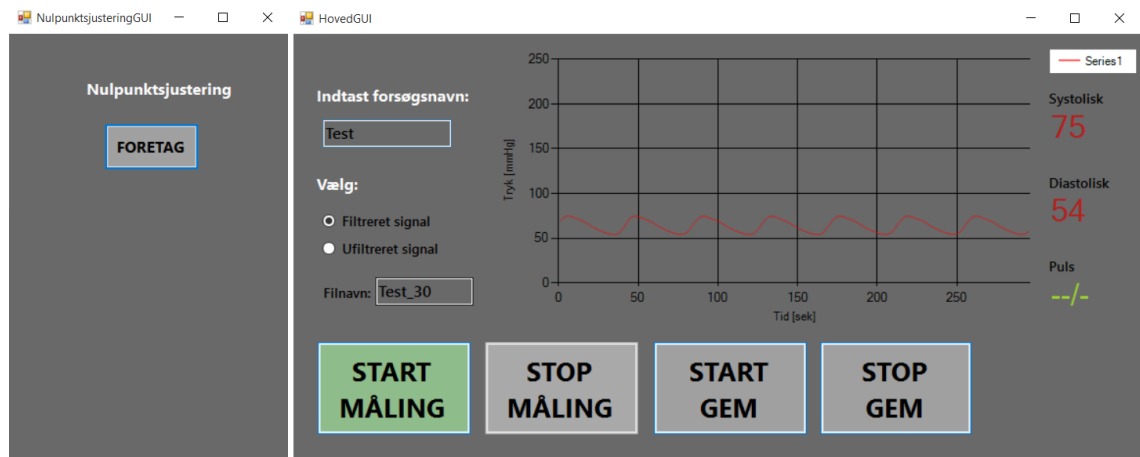 NulpunktsjusteringGUI
Nulpunktsjustering
FORETAG
HovedGUI
Indtast forsøgsnavn:
Test
Vælg:
Filtreret signal
Ufiltreret signal
Filnavn: Test_30
Tryk [mmHg]
250
200
150
100
50
0
0 50 100 150 200 250
Tid [sek]
Series1
Systolisk
75
Diastolisk
54
Puls
--/-
START
MÅLING
STOP
MÅLING
START
GEM
STOP
GEM